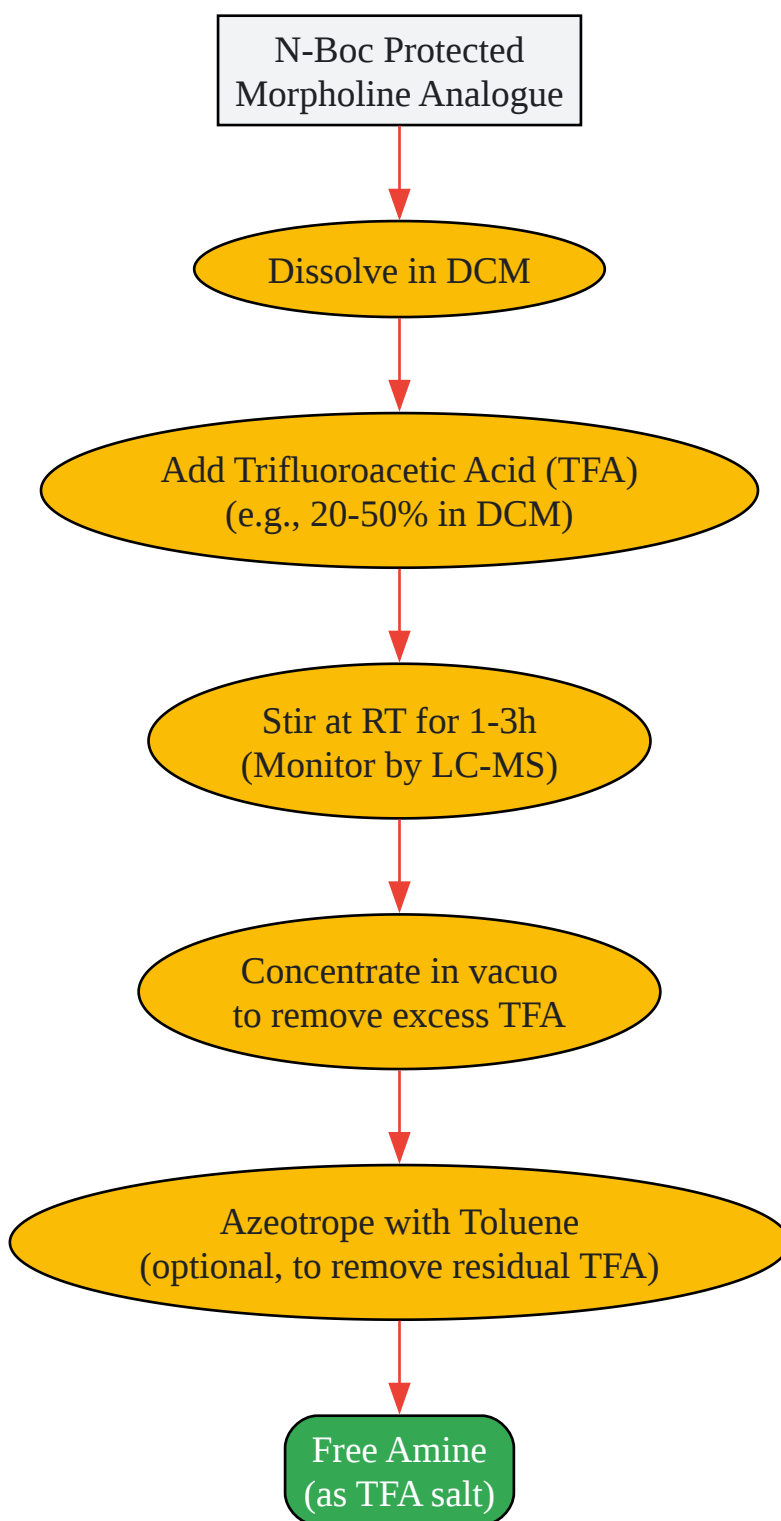 N-Boc Protected
Morpholine Analogue
Dissolve in DCM
Add Trifluoroacetic Acid (TFA)
(e.g., 20-50% in DCM)
Stir at RT for 1-3h
(Monitor by LC-MS)
Concentrate in vacuo
to remove excess TFA
Azeotrope with Toluene
(optional, to remove residual TFA)
Free Amine
(as TFA salt)